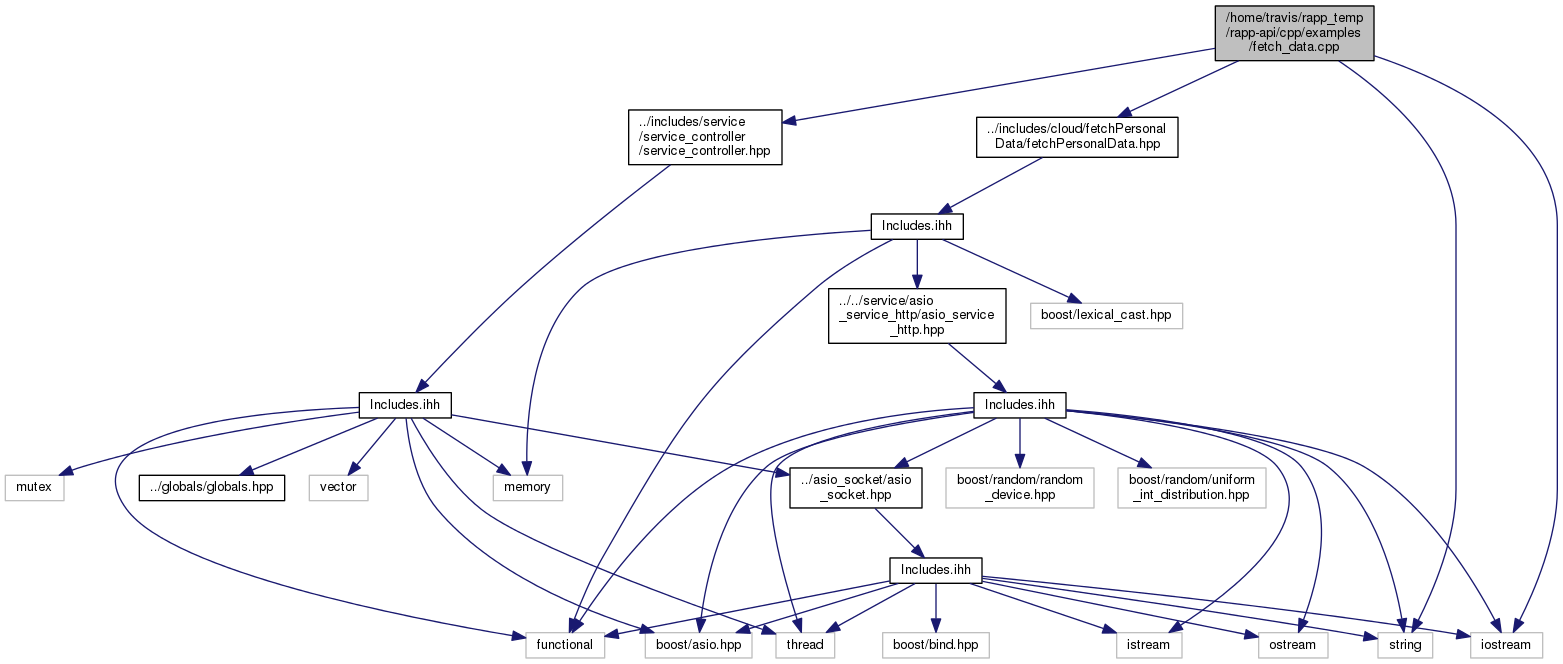 /home/travis/rapp_temp
/rapp-api/cpp/examples
/fetch_data.cpp
../includes/service
/service_controller
/service_controller.hpp
../includes/cloud/fetchPersonal
Data/fetchPersonalData.hpp
Includes.ihh
../../service/asio
_service_http/asio_service
_http.hpp
boost/lexical_cast.hpp
Includes.ihh
Includes.ihh
mutex
../globals/globals.hpp
vector
memory
../asio_socket/asio
_socket.hpp
boost/random/random
_device.hpp
boost/random/uniform
_int_distribution.hpp
Includes.ihh
functional
boost/asio.hpp
thread
boost/bind.hpp
istream
ostream
string
iostream